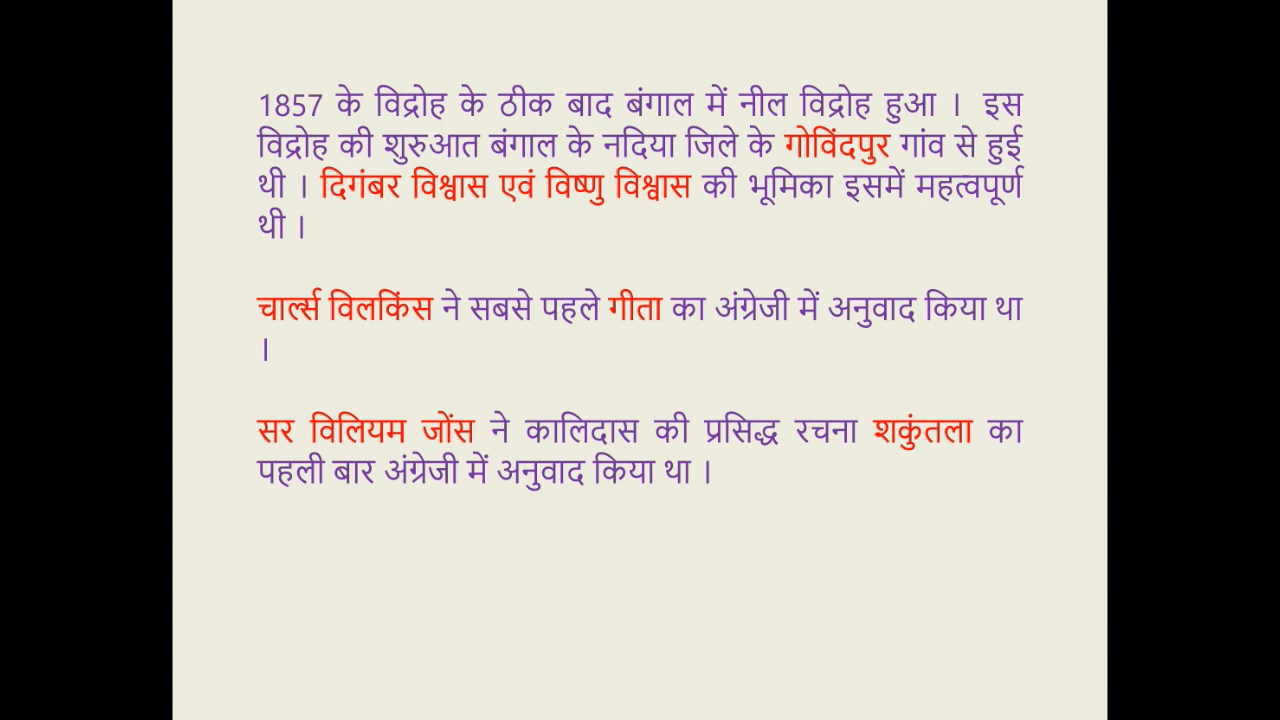 1857 के विद्रोह के ठीक बाद बंगाल में नील विद्रोह हुआ । इस
विद्रोह की शुरुआत बंगाल के नदिया जिले के गोविंदपुर गांव से हुई
थी । दिगंबर विश्वास एवं विष्णु विश्वास की भूमिका इसमें महत्वपूर्ण
थी ।
चार्ल्स विलकिंस ने सबसे पहले गीता का अंग्रेजी में अनुवाद किया था
।
सर विलियम जोंस ने कालिदास की प्रसिद्ध रचना शकुंतला का
पहली बार अंग्रेजी में अनुवाद किया था ।